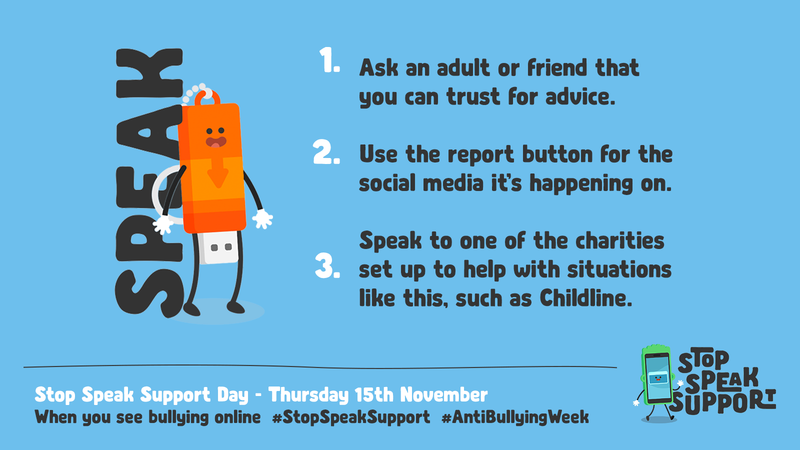 SPEAK
1. Ask an adult or friend that
you can trust for advice.
2. Use the report button for the
social media it's happening on.
3. Speak to one of the charities
set up to help with situations
like this, such as Childline.
Stop Speak Support Day - Thursday 15th November
When you see bullying online #StopSpeakSupport #AntiBullyingWeek
STOP
SPEAK
SUPPORT